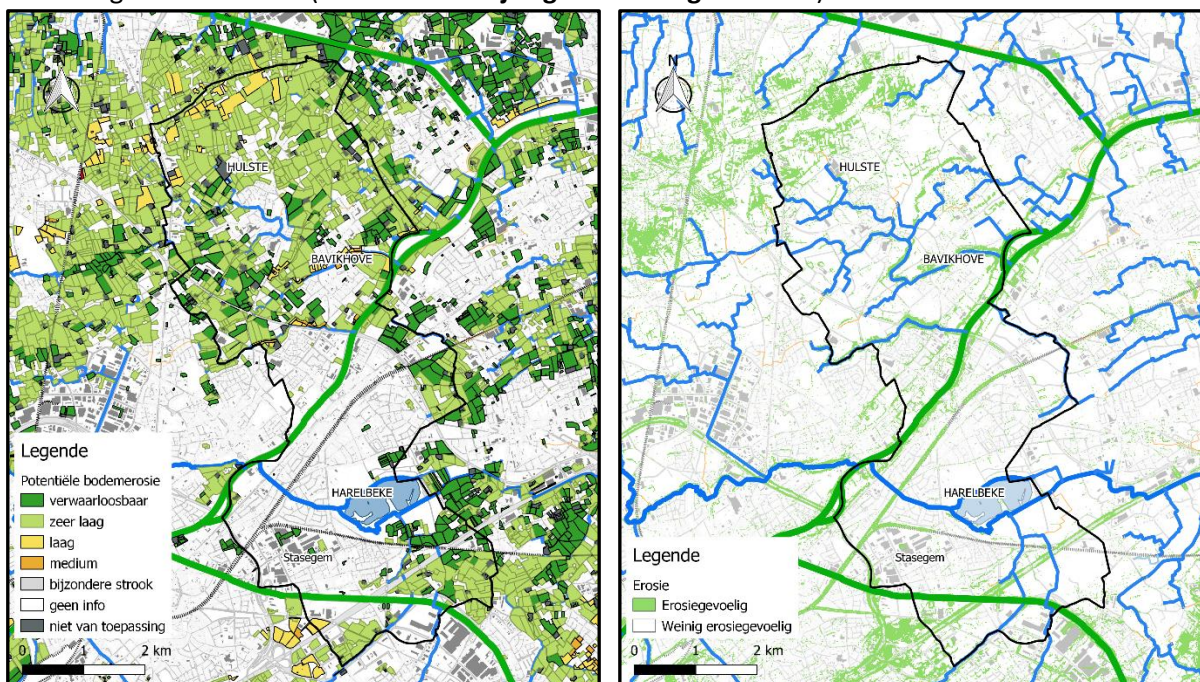 N
HULSTE
BAVIKHOVE
HARELBEKE
Stasegem
Legende
Potentiële bodemerosie
verwaarloosbaar
zeer laag
laag
medium
bijzondere strook
geen info
niet van toepassing
0 1 2 km
N
HULSTE
BAVIKHOVE
HARELBEKE
Stasegem
Legende
Erosie
Erosiegevoelig
Weinig erosiegevoelig
0 1 2 km